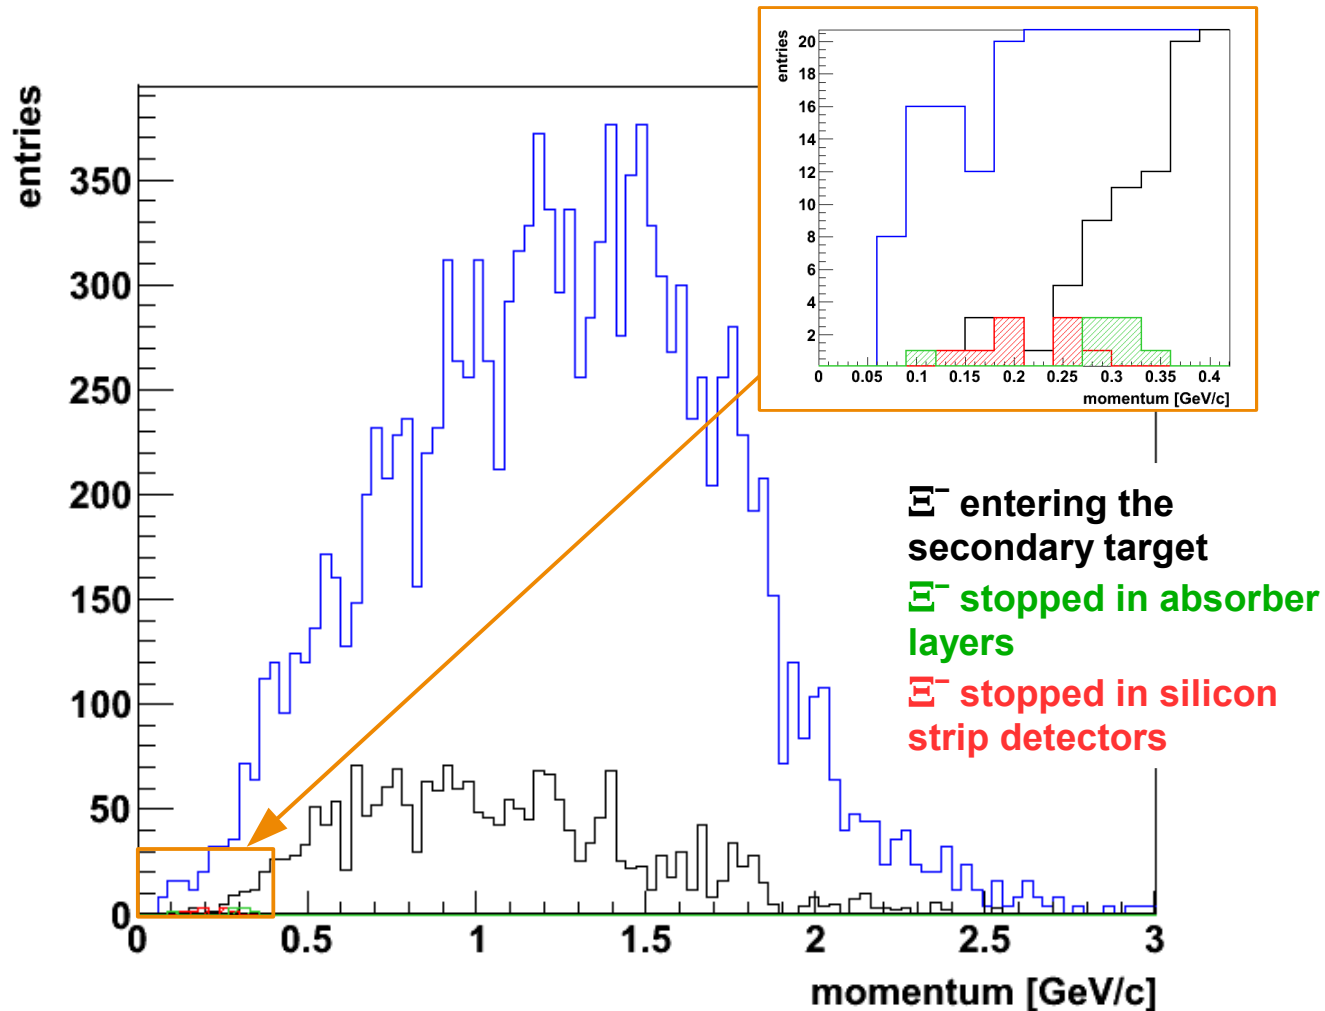 entries
350
300
250
200
150
100
50
0
0 0.5 1 1.5 2 2.5 3
momentum [GeV/c]
entries
20
18
16
14
12
10
8
6
4
2
0 0.05 0.1 0.15 0.2 0.25 0.3 0.35 0.4
momentum [GeV/c]
Ξ⁻ entering the
secondary target
Ξ⁻ stopped in absorber
layers
Ξ⁻ stopped in silicon
strip detectors